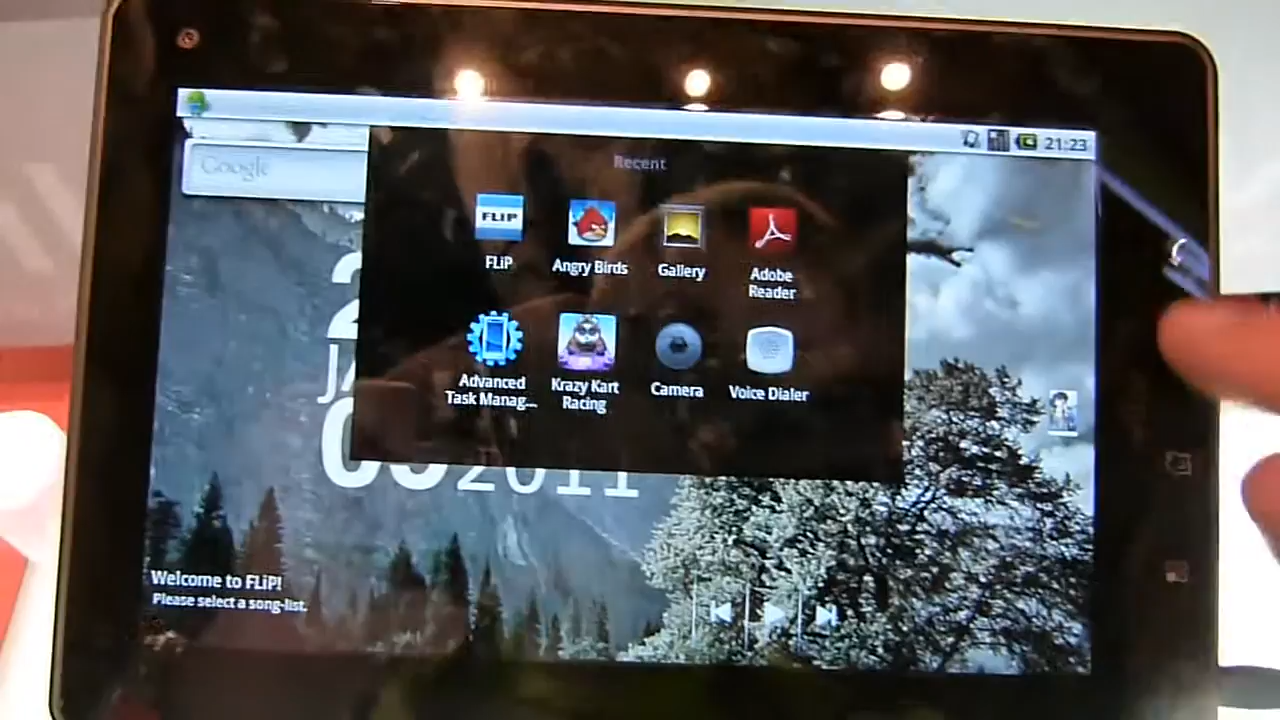 21:23
Google
Recent
FLiP
FLiP
Angry Birds
Gallery
Adobe
Reader
Advanced
Task Manag...
Krazy Kart
Racing
Camera
Voice Dialer
2011
Welcome to FLiP!
Please select a song-list.